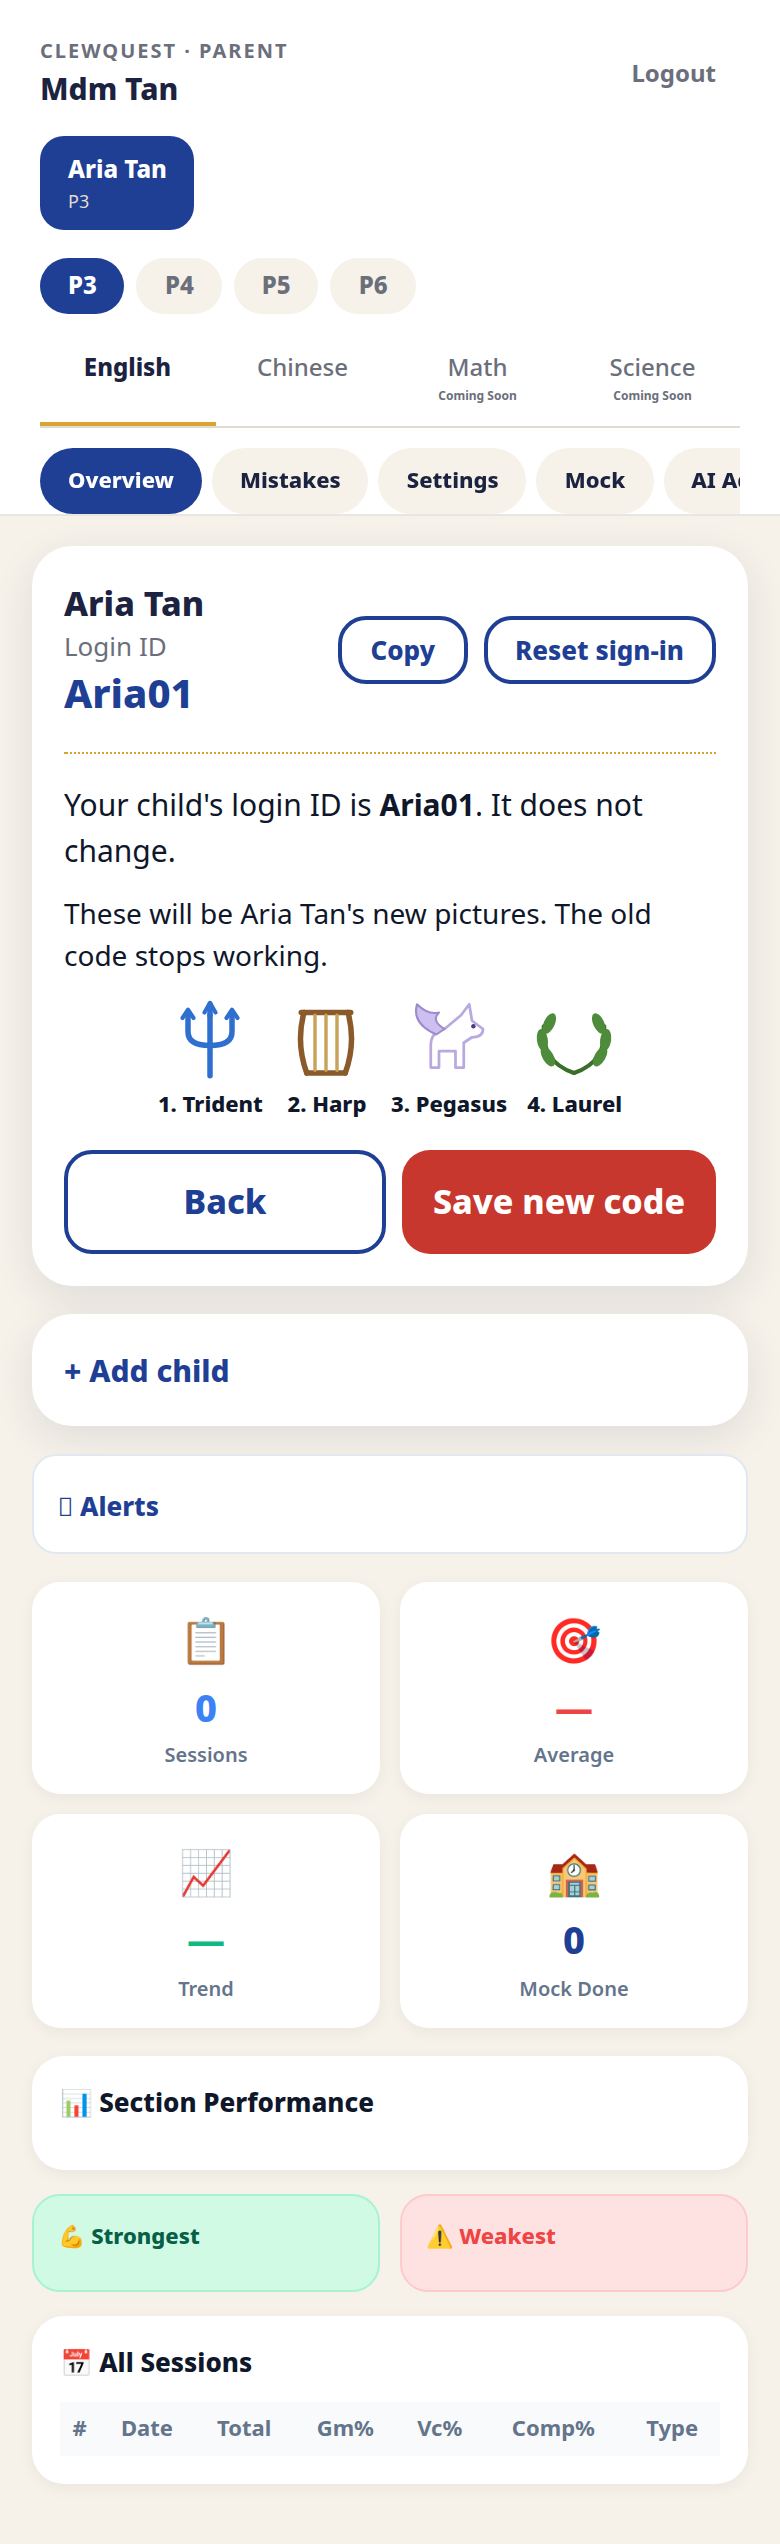 CLEWQUEST · PARENT
Mdm Tan
Logout
Aria Tan
P3
P3 P4 P5 P6
English Chinese Math Science
Coming Soon Coming Soon
Overview Mistakes Settings Mock AI
Aria Tan
Login ID
Aria01
Copy Reset sign-in
Your child's login ID is Aria01. It does not
change.
These will be Aria Tan's new pictures. The old
code stops working.
1. Trident 2. Harp 3. Pegasus 4. Laurel
Back Save new code
+ Add child
Alerts
0 —
Sessions Average
— 0
Trend Mock Done
Section Performance
Strongest Weakest
JULY
17
All Sessions
# Date Total Gm% Vc% Comp% Type